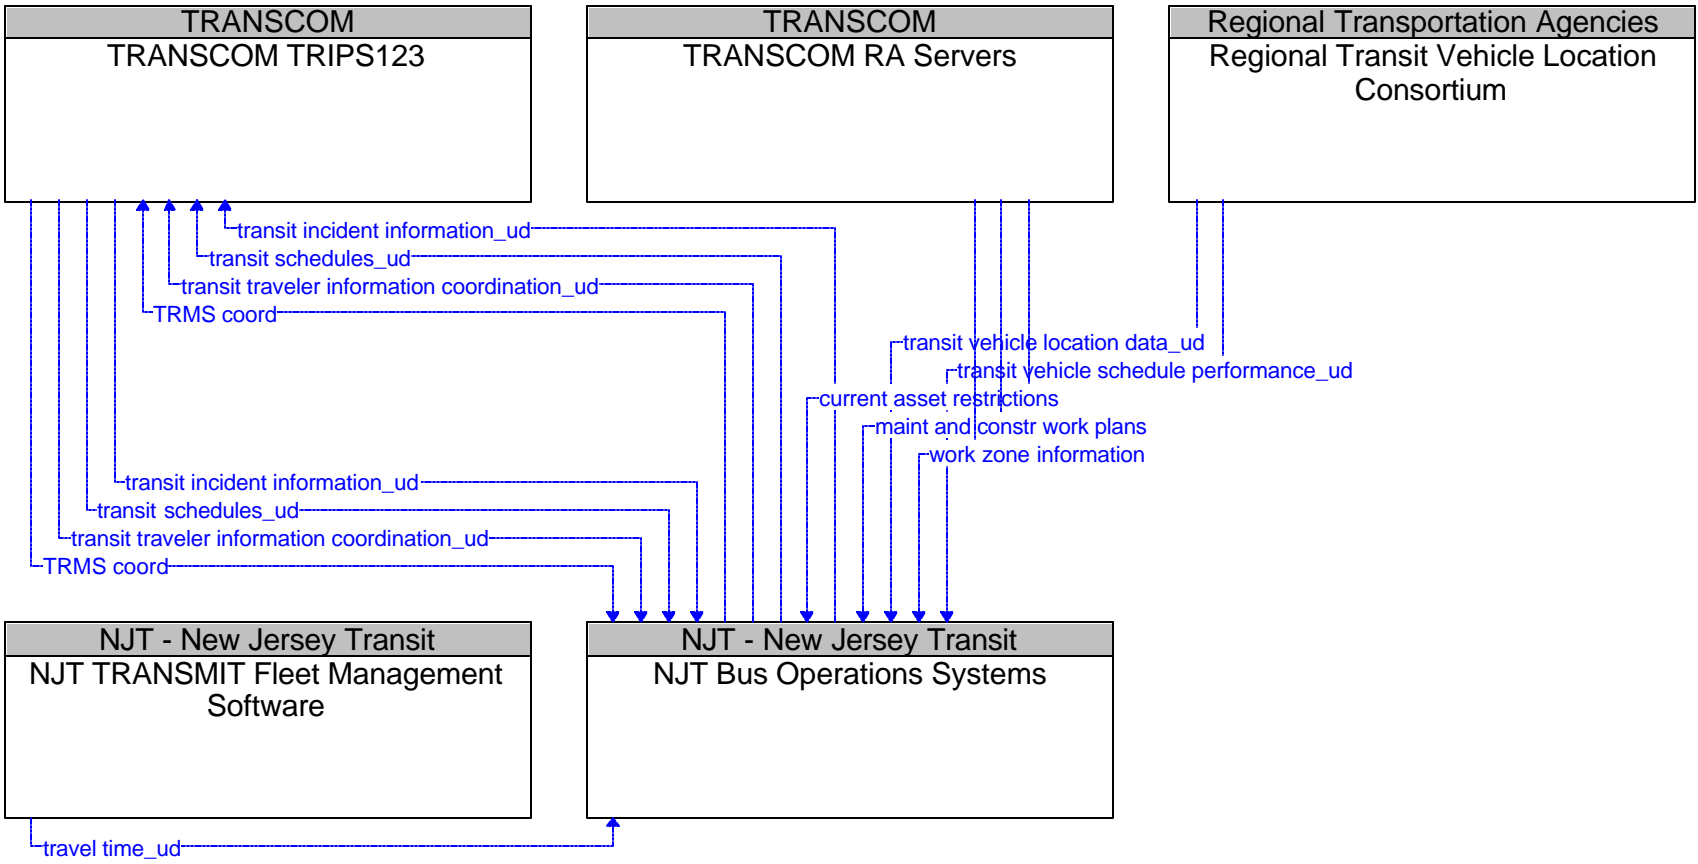 TRANSCOM
TRANSCOM TRIPS123
TRANSCOM
TRANSCOM RA Servers
Regional Transportation Agencies
Regional Transit Vehicle Location
Consortium
transit incident information_ud
transit schedules_ud
transit traveler information coordination_ud
TRMS coord
transit vehicle location data_ud
transit vehicle schedule performance_ud
current asset restrictions
maint and constr work plans
work zone information
transit incident information_ud
transit schedules_ud
transit traveler information coordination_ud
TRMS coord
NJT - New Jersey Transit
NJT TRANSMIT Fleet Management
Software
NJT - New Jersey Transit
NJT Bus Operations Systems
travel time_ud